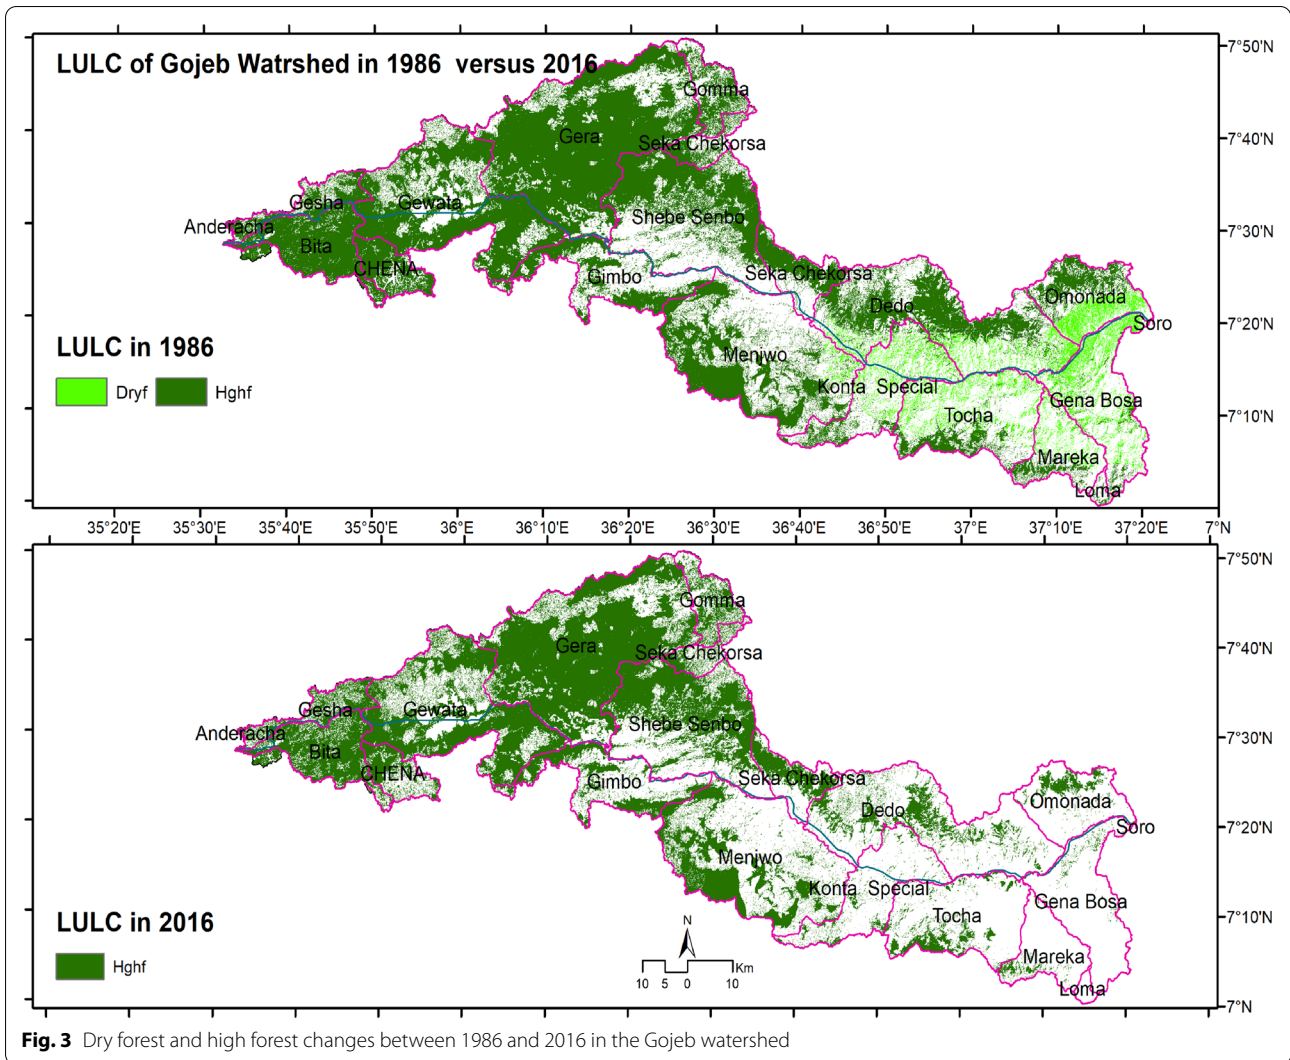 LULC of Gojeb Watrshed in 1986 versus 2016
7°50'N
Gomma
7°40'N
Gera
Seka Chekorsa
Gesha
Gewata
Anderacha
Shebe Senbo
7°30'N
Bita
CHENA
Gimbo
Seka Chekorsa
Dedo
Omonada
Soro
7°20'N
LULC in 1986
Meniwo
Dryf
Hghf
Konta Special
Gena Bosa
Tocha
7°10'N
Mareka
Loma
35°20'E 35°30'E 35°40'E 35°50'E 36°E 36°10'E 36°20'E 36°30'E 36°40'E 36°50'E 37°E 37°10'E 37°20'E 7°N
7°50'N
Gomma
Gera
Seka Chekorsa
7°40'N
Gesha
Gewata
Anderacha
Shebe Senbo
7°30'N
Bita
CHENA
Gimbo
Seka Chekorsa
Dedo
Omonada
Soro
7°20'N
Meniwo
Konta Special
Gena Bosa
LULC in 2016
Tocha
7°10'N
N
Mareka
Hghf
Km
10 5 0 10
Loma
7°N
Fig. 3 Dry forest and high forest changes between 1986 and 2016 in the Gojeb watershed